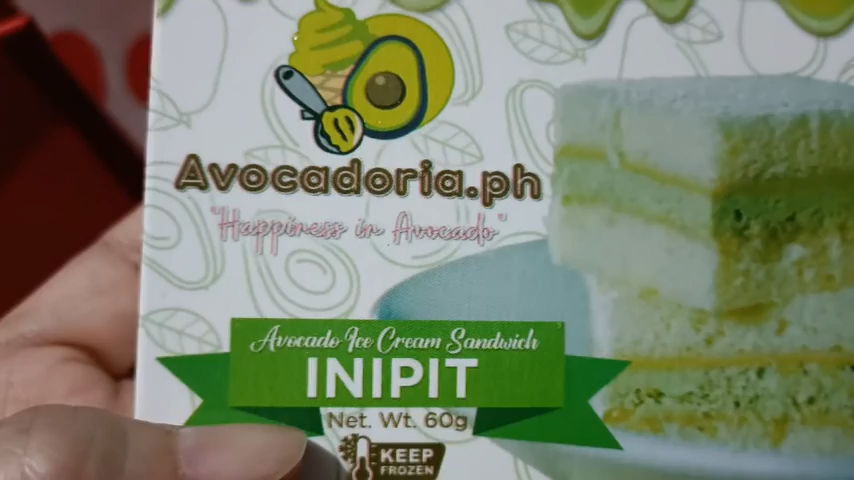 Avocadoria.ph
"Happiness in Avocado"
Avocado Ice Cream Sandwich
INIPIT
Net. Wt. 60g
KEEP
FROZEN